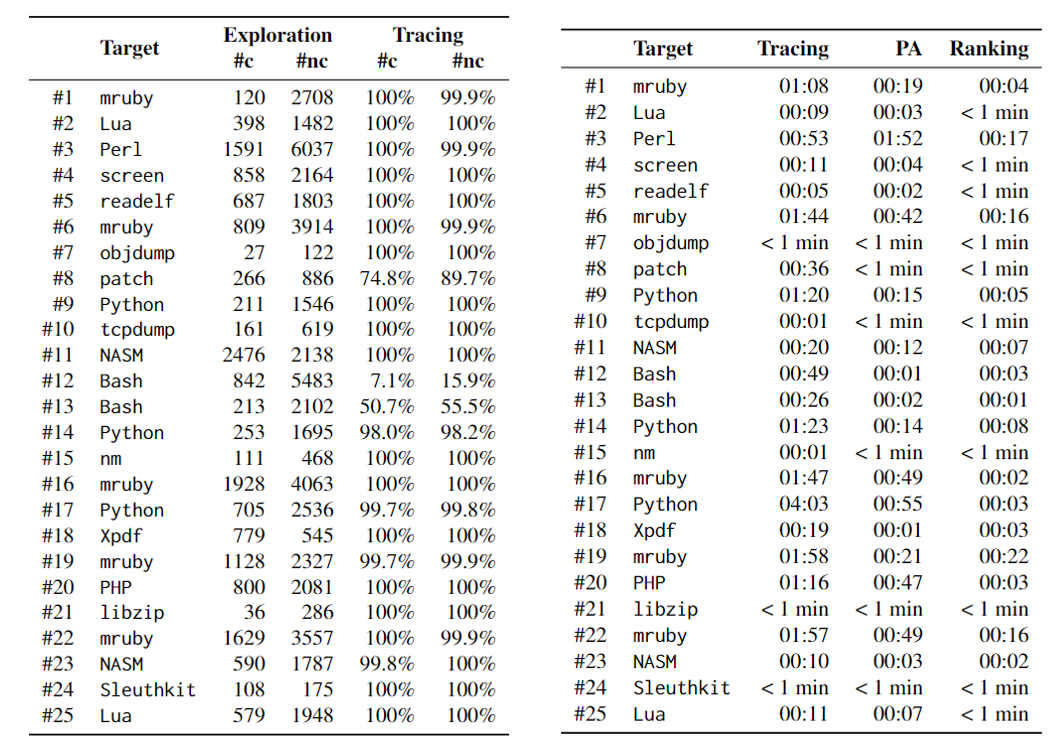 Exploration Tracing
Target #c #nc #c #nc
#1 mruby 120 2708 100% 99.9%
#2 Lua 398 1482 100% 100%
#3 Perl 1591 6037 100% 99.9%
#4 screen 858 2164 100% 100%
#5 readelf 687 1803 100% 100%
#6 mruby 809 3914 100% 99.9%
#7 objdump 27 122 100% 100%
#8 patch 266 886 74.8% 89.7%
#9 Python 211 1546 100% 100%
#10 tcpdump 161 619 100% 100%
#11 NASM 2476 2138 100% 100%
#12 Bash 842 5483 7.1% 15.9%
#13 Bash 213 2102 50.7% 55.5%
#14 Python 253 1695 98.0% 98.2%
#15 nm 111 468 100% 100%
#16 mruby 1928 4063 100% 100%
#17 Python 705 2536 99.7% 99.8%
#18 Xpdf 779 545 100% 100%
#19 mruby 1128 2327 99.7% 99.9%
#20 PHP 800 2081 100% 100%
#21 libzip 36 286 100% 100%
#22 mruby 1629 3557 100% 99.9%
#23 NASM 590 1787 99.8% 100%
#24 Sleuthkit 108 175 100% 100%
#25 Lua 579 1948 100% 100%
Target Tracing PA Ranking
#1 mruby 01:08 00:19 00:04
#2 Lua 00:09 00:03 < 1 min
#3 Perl 00:53 01:52 00:17
#4 screen 00:11 00:04 < 1 min
#5 readelf 00:05 00:02 < 1 min
#6 mruby 01:44 00:42 00:16
#7 objdump < 1 min < 1 min < 1 min
#8 patch 00:36 < 1 min < 1 min
#9 Python 01:20 00:15 00:05
#10 tcpdump 00:01 < 1 min < 1 min
#11 NASM 00:20 00:12 00:07
#12 Bash 00:49 00:01 00:03
#13 Bash 00:26 00:02 00:01
#14 Python 01:23 00:14 00:08
#15 nm 00:01 < 1 min < 1 min
#16 mruby 01:47 00:49 00:02
#17 Python 04:03 00:55 00:03
#18 Xpdf 00:19 00:01 00:03
#19 mruby 01:58 00:21 00:22
#20 PHP 01:16 00:47 00:03
#21 libzip < 1 min < 1 min < 1 min
#22 mruby 01:57 00:49 00:16
#23 NASM 00:10 00:03 00:02
#24 Sleuthkit < 1 min < 1 min < 1 min
#25 Lua 00:11 00:07 < 1 min